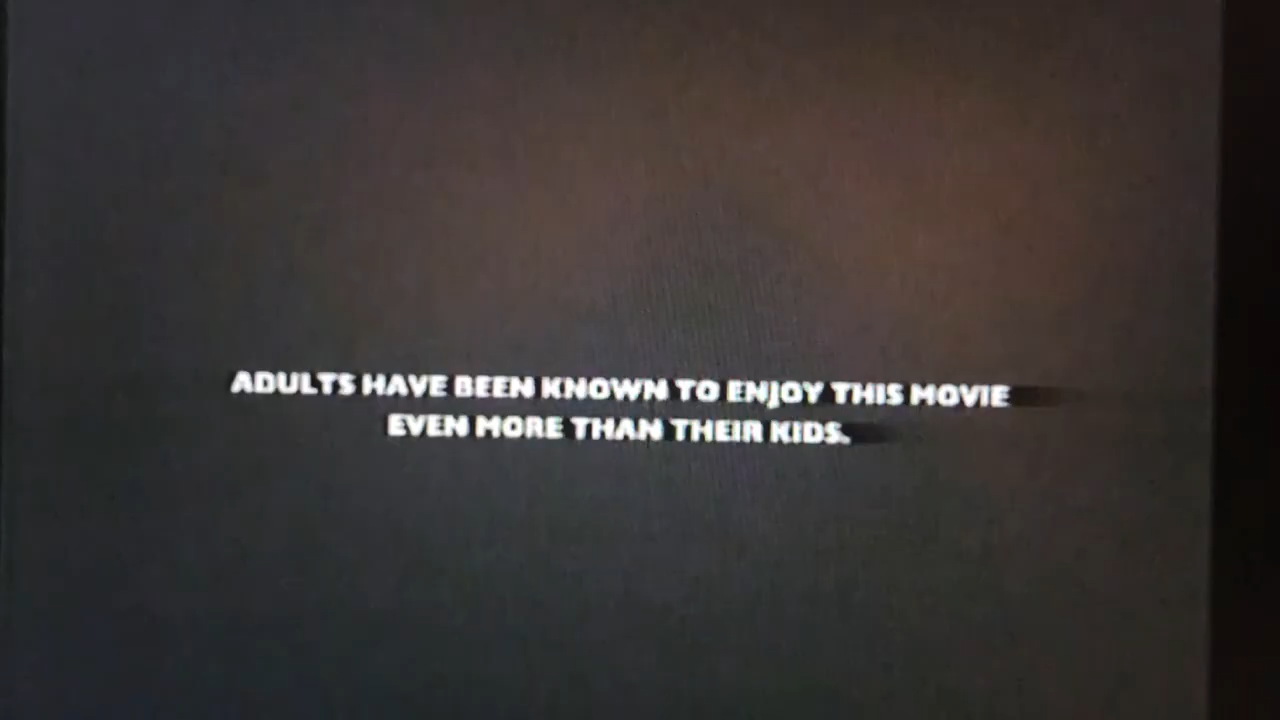 ADULTS HAVE BEEN KNOWN TO ENJOY THIS MOVIE
EVEN MORE THAN THEIR KIDS.